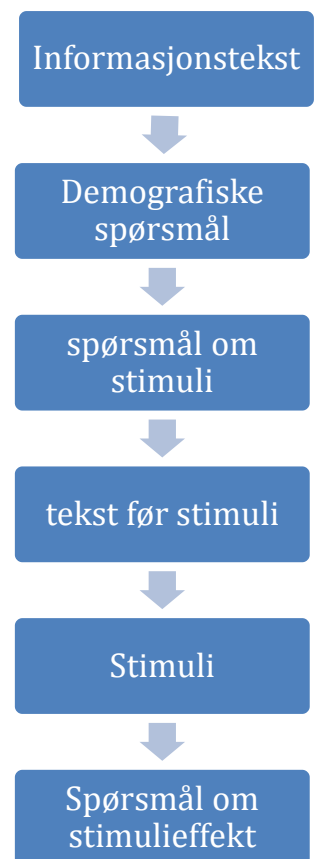 Informasjonstekst
Demografiske
spørsmål
spørsmål om
stimuli
tekst før stimuli
Stimuli
Spørsmål om
stimulieffekt